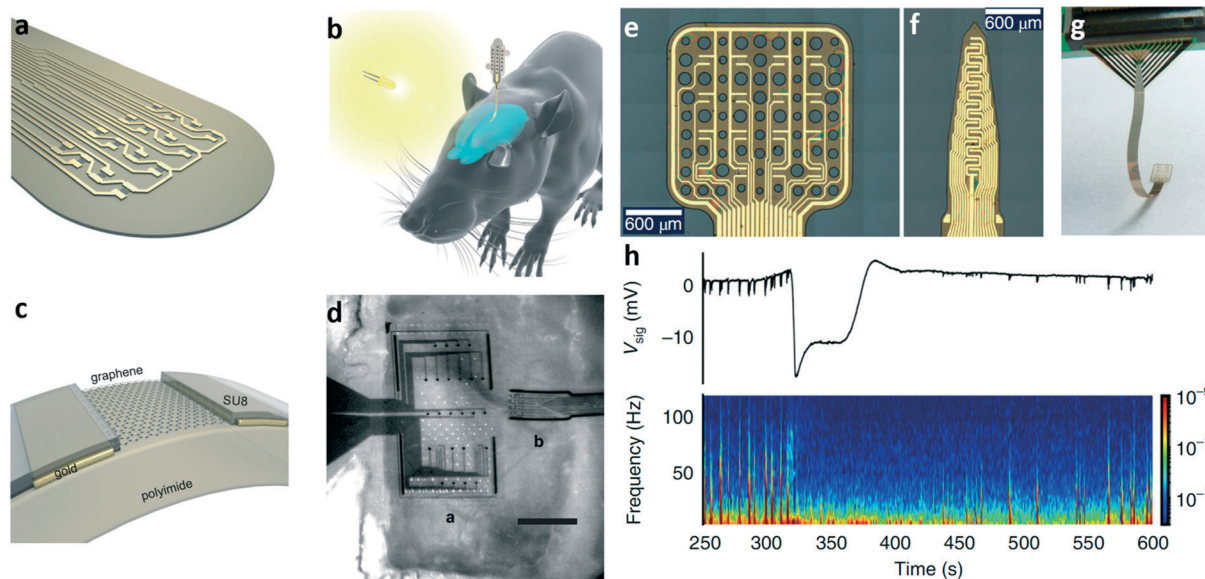 a
b
c
graphene
SU8
gold
polyimide
d
b
a
e
600 μm
f
600 μm
g
h
0
−10
V sig (mV)
100
50
Frequency (Hz)
250 300 350 400 450 500 550 600
Time (s)